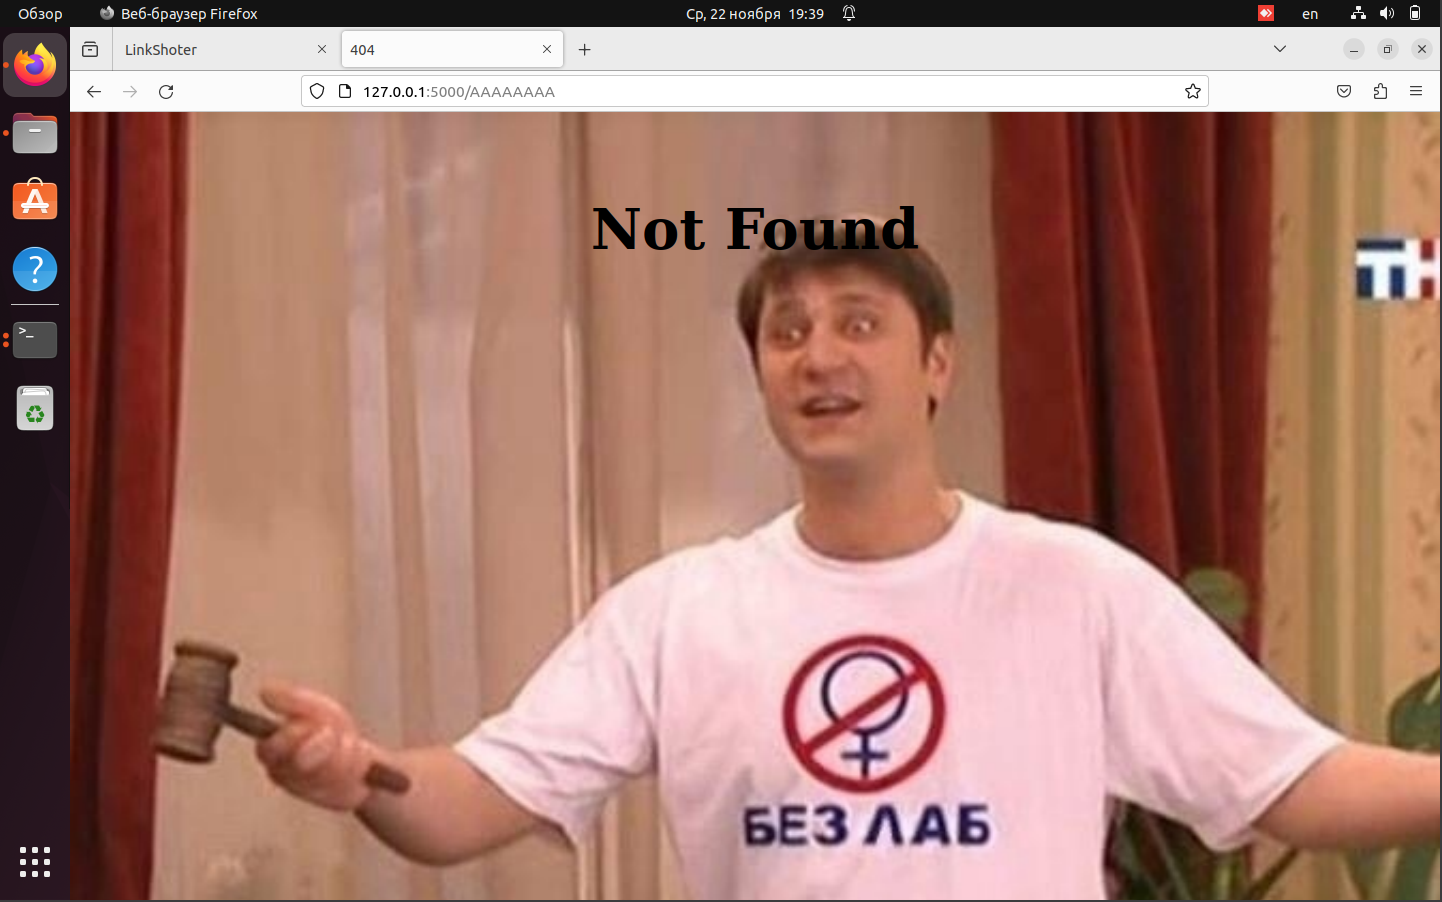 Обзор
Веб-браузер Firefox
Ср, 22 ноября 19:39
en
LinkShoter
404
127.0.0.1:5000/AAAAAAAA
Not Found
БЕЗ ЛАБ